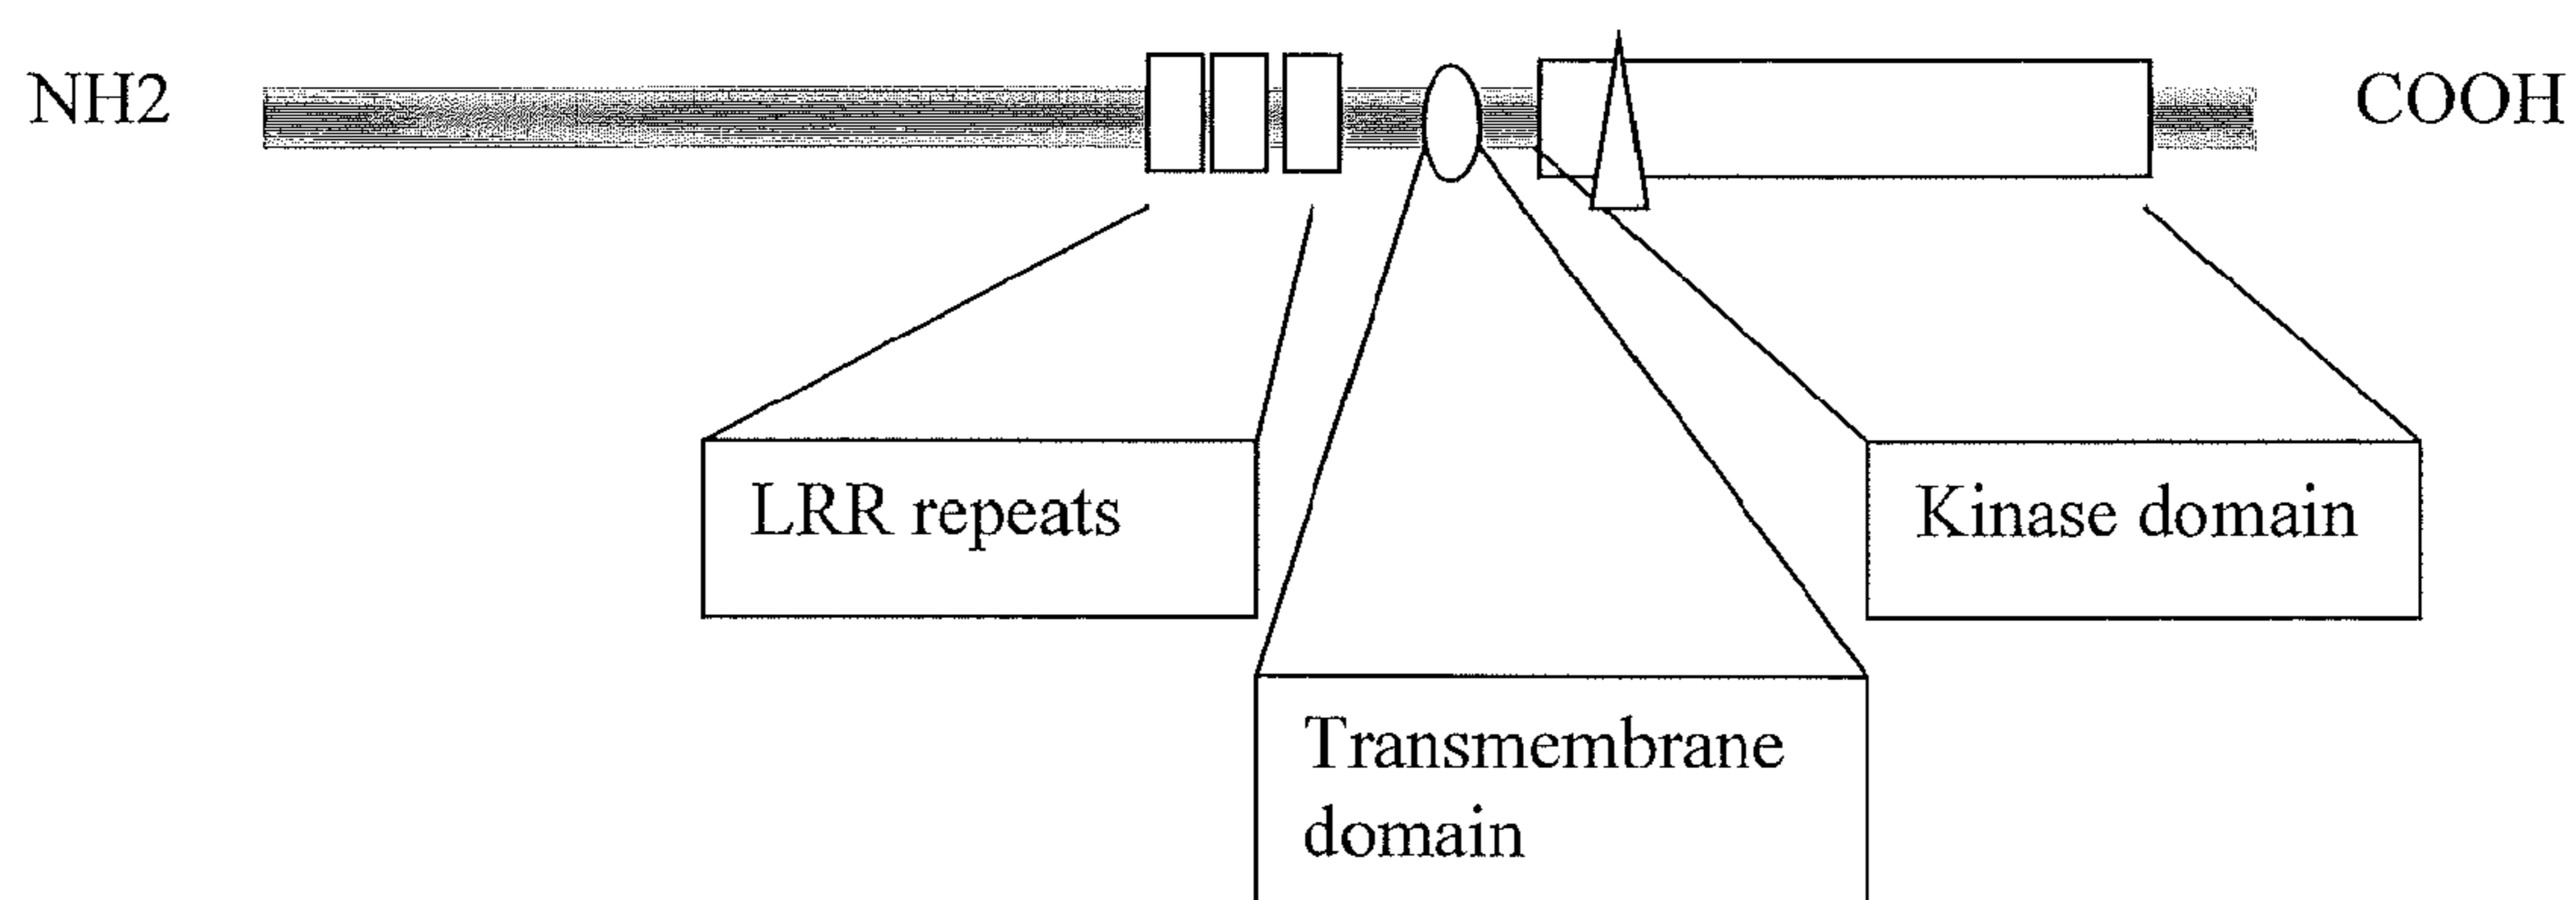 NH2
COOH
LRR repeats
Kinase domain
Transmembrane
domain